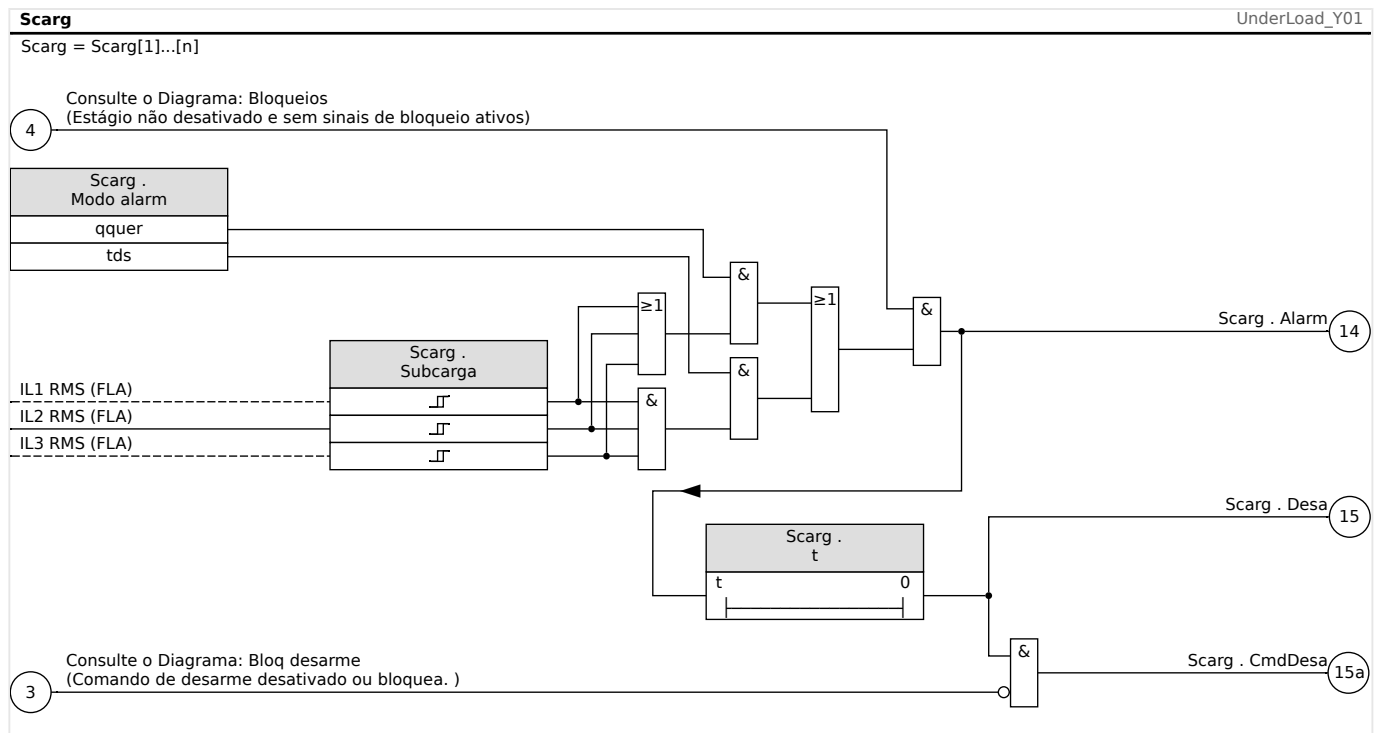 Scarg
UnderLoad_Y01
Scarg = Scarg[1]...[n]
Consulte o Diagrama: Bloqueios
4
(Estágio não desativado e sem sinais de bloqueio ativos)
Scarg .
Modo alarm
qquer
tds
&
≥1
≥1
&
Scarg . Alarm
14
Scarg .
Subcarga
&
IL1 RMS (FLA)
&
IL2 RMS (FLA)
IL3 RMS (FLA)
Scarg . Desa
15
Scarg .
t
t
0
&
Consulte o Diagrama: Bloq desarme
Scarg . CmdDesa
15a
(Comando de desarme desativado ou bloquea. )
3